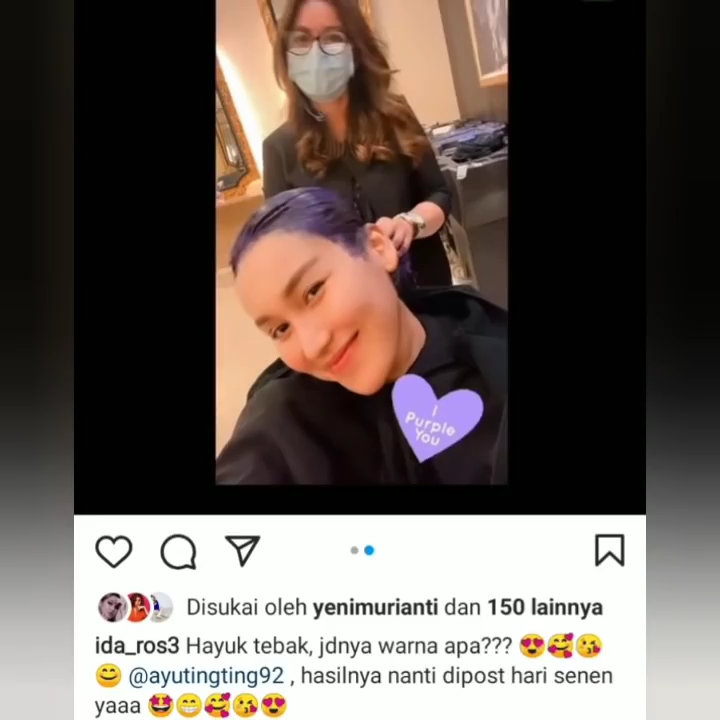 I
Purple
You
Disukai oleh yenimurianti dan 150 lainnya
ida_ros3 Hayuk tebak, jdnya warna apa??? 😍🥰😘
😊 @ayutingting92 , hasilnya nanti dipost hari senen
yaaa 🤩😁🥰😘😍